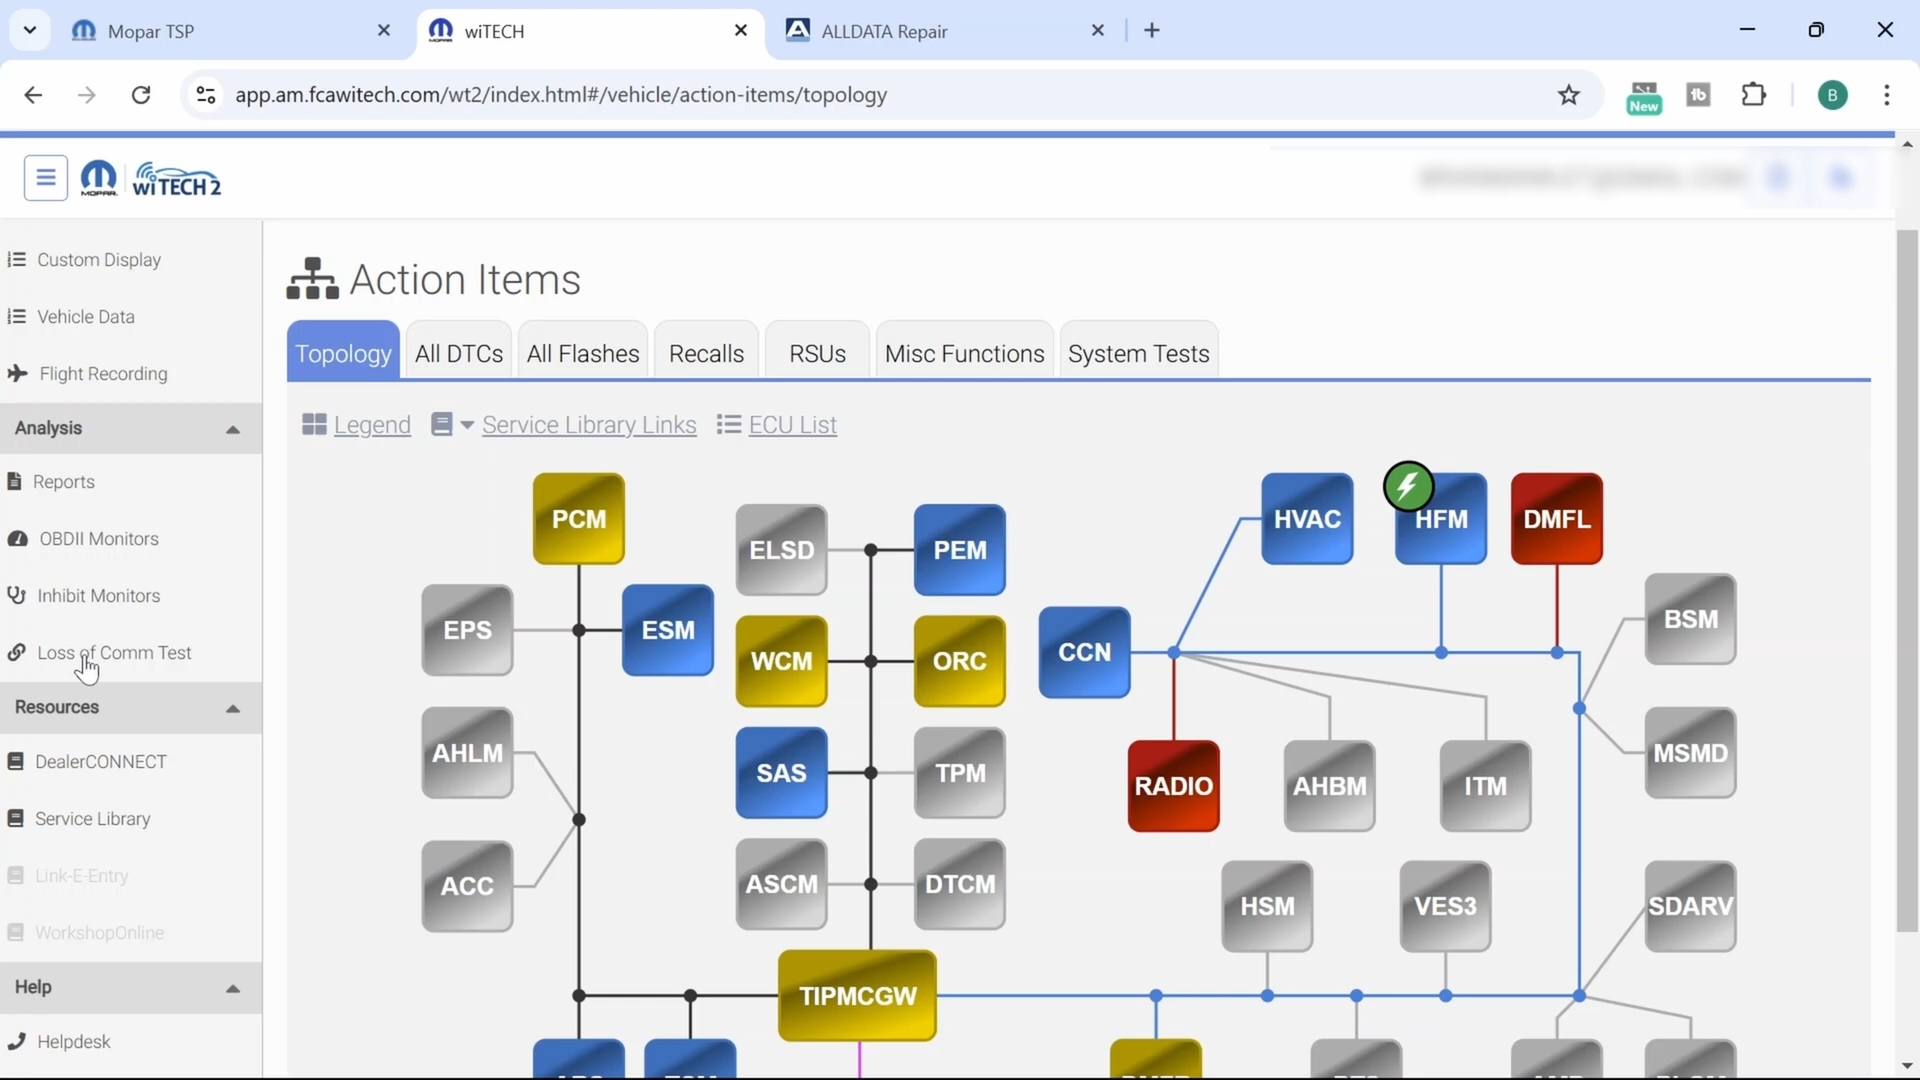 Mopar TSP
wiTECH
ALLDATA Repair
app.am.fcawitech.com/wt2/index.html#/vehicle/action-items/topology
New
B
MOPAR
wiTECH 2
Custom Display
Vehicle Data
Flight Recording
Analysis
Reports
OBDII Monitors
Inhibit Monitors
Loss of Comm Test
Resources
DealerCONNECT
Service Library
Link-E-Entry
WorkshopOnline
Help
Helpdesk
Action Items
Topology
All DTCs
All Flashes
Recalls
RSUs
Misc Functions
System Tests
Legend
Service Library Links
ECU List
PCM
ELSD
PEM
HVAC
HFM
DMFL
EPS
ESM
WCM
ORC
CCN
BSM
AHLM
SAS
TPM
RADIO
AHBM
ITM
MSMD
ACC
ASCM
DTCM
HSM
VES3
SDARV
TIPMCGW